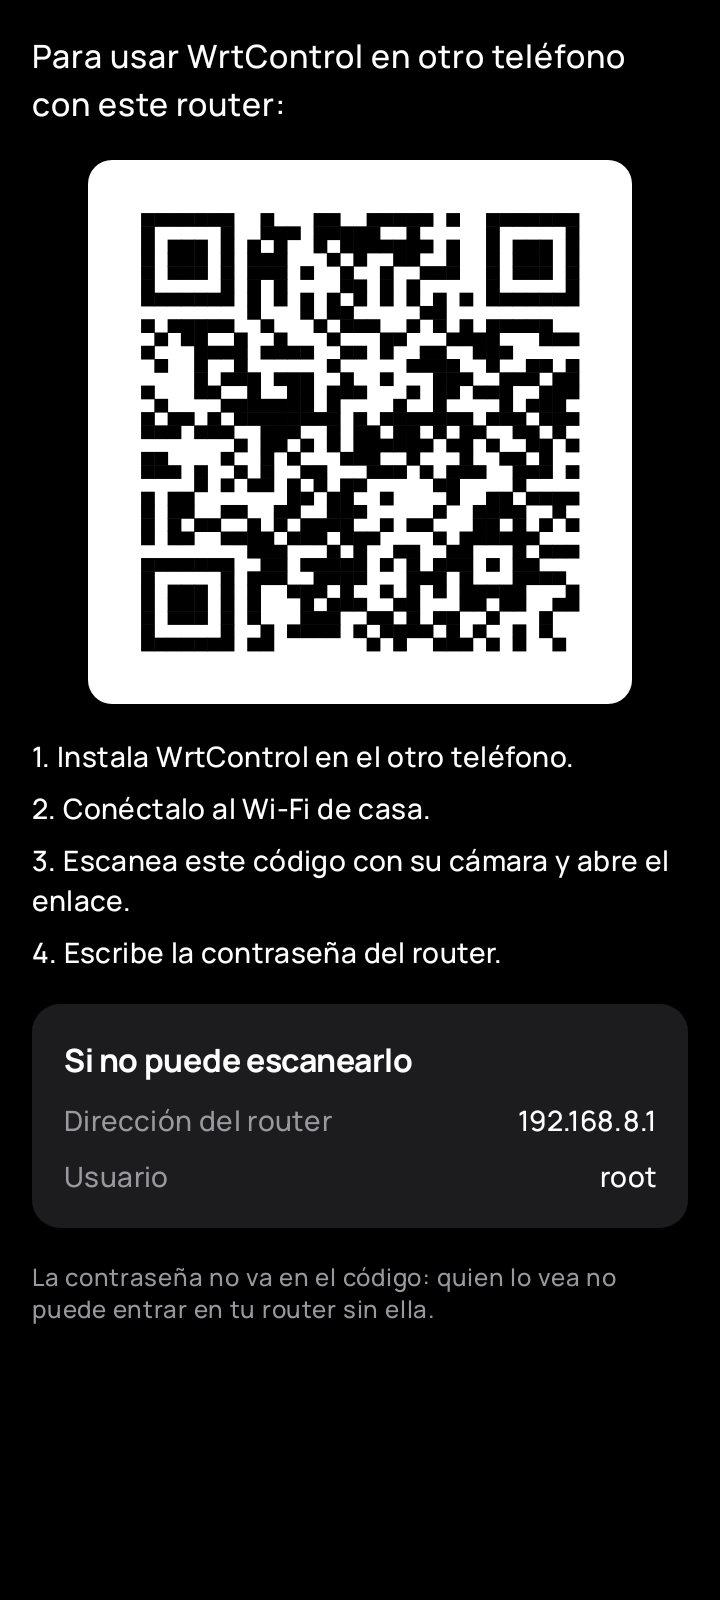 Para usar WrtControl en otro teléfono
con este router:
1. Instala WrtControl en el otro teléfono.
2. Conéctalo al Wi-Fi de casa.
3. Escanea este código con su cámara y abre el
enlace.
4. Escribe la contraseña del router.
Si no puede escanearlo
Dirección del router 192.168.8.1
Usuario root
La contraseña no va en el código: quien lo vea no
puede entrar en tu router sin ella.